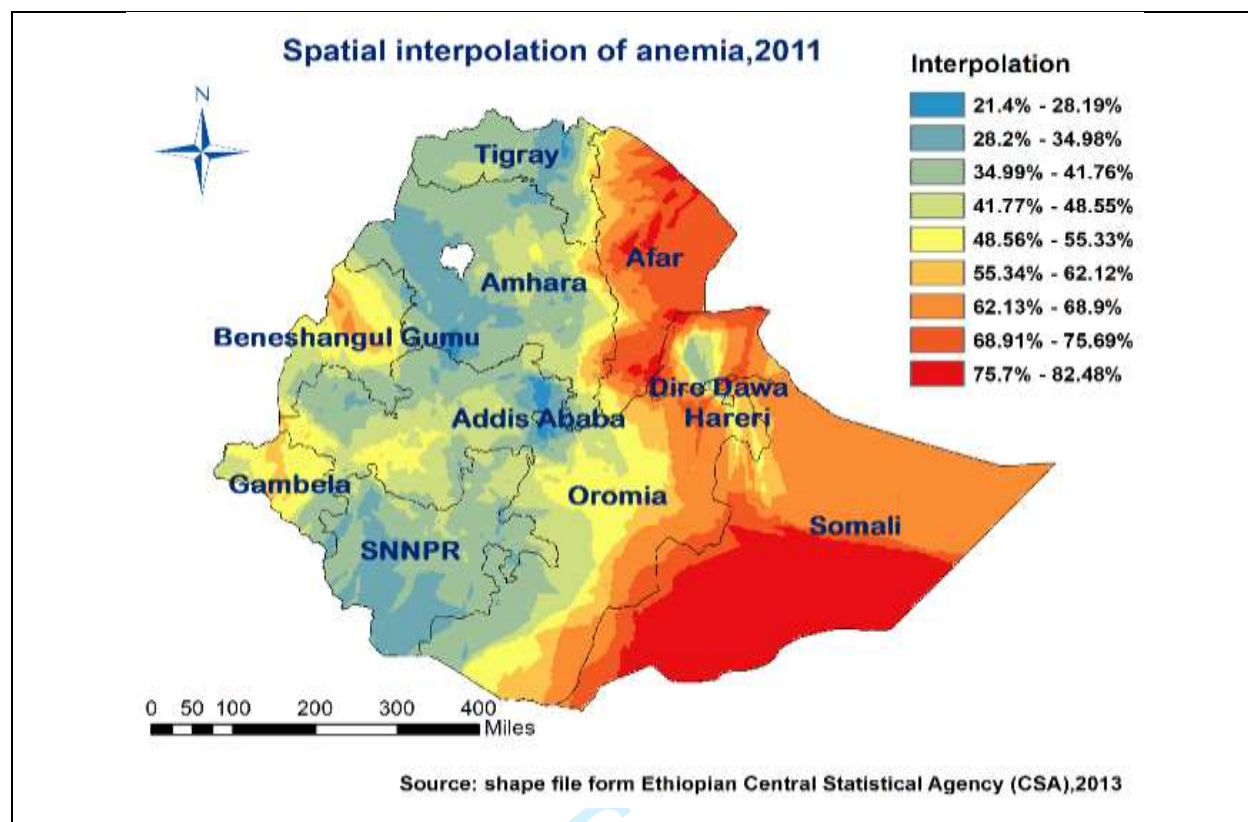 Spatial interpolation of anemia,2011
N
Interpolation
21.4% - 28.19%
28.2% - 34.98%
34.99% - 41.76%
41.77% - 48.55%
48.56% - 55.33%
55.34% - 62.12%
62.13% - 68.9%
68.91% - 75.69%
75.7% - 82.48%
Tigray
Afar
Amhara
Beneshangul Gumu
Dire Dawa
Addis Ababa
Hareri
Gambela
Oromia
Somali
SNNPR
0 50 100 200 300 400
Miles
Source: shape file form Ethiopian Central Statistical Agency (CSA),2013